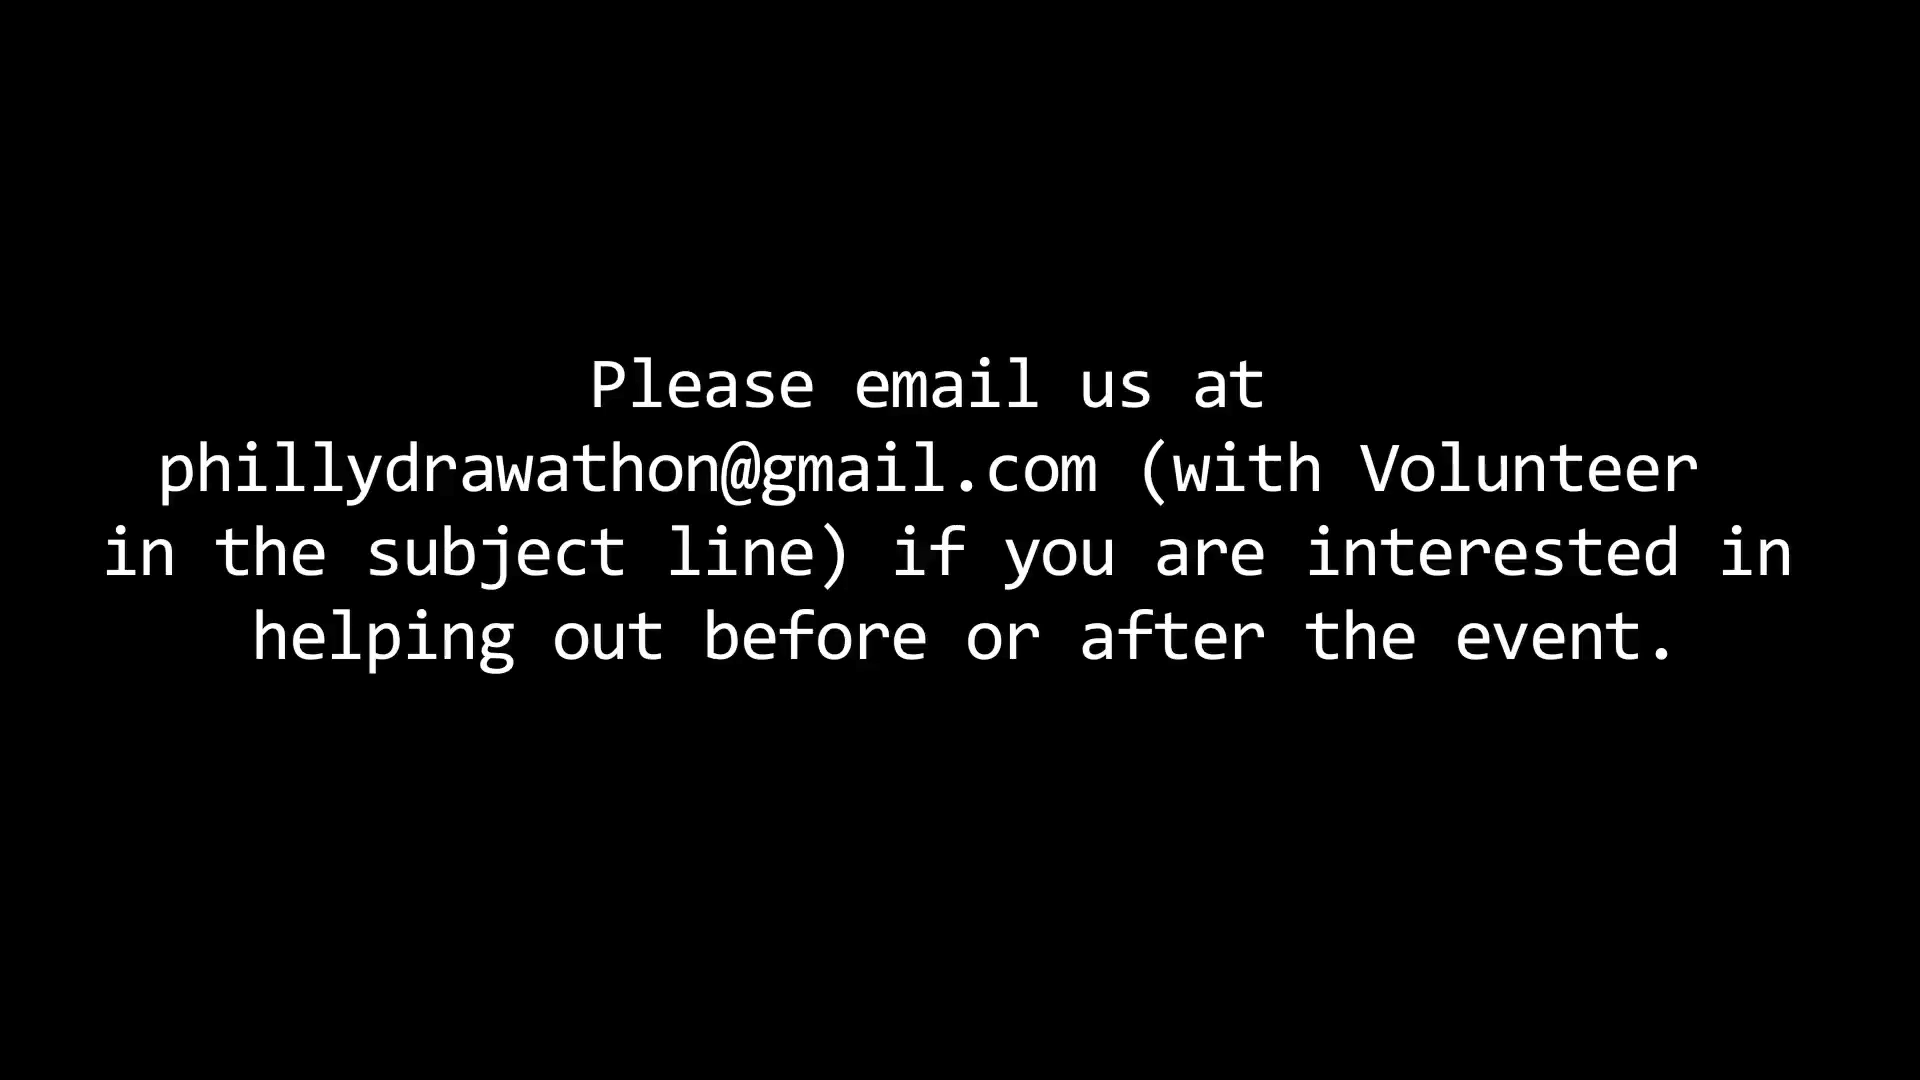 Please email us at
phillydrawathon@gmail.com (with Volunteer
in the subject line) if you are interested in
helping out before or after the event.